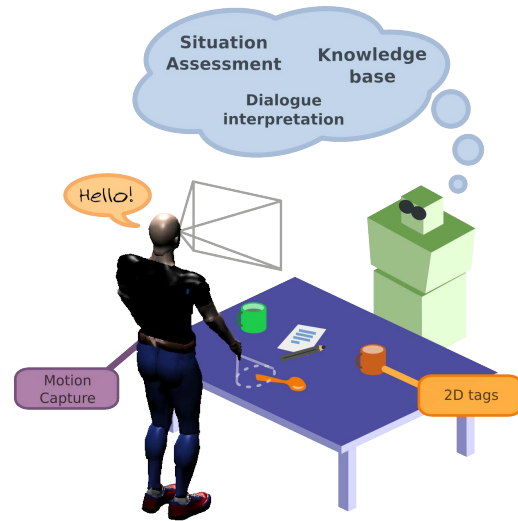 Situation
Assessment
Knowledge
base
Dialogue
interpretation
Hello!
Motion
Capture
2D tags